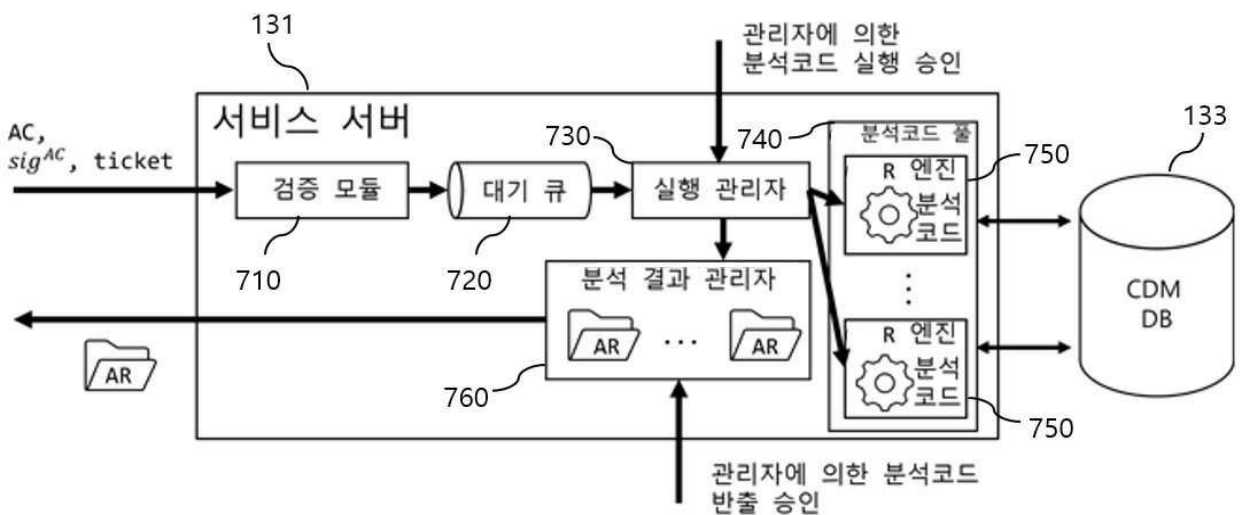 131
관리자에 의한
분석코드 실행 승인
서비스 서버
AC,
sig^AC, ticket
730
740
분석코드 풀
133
750
R 엔진
분석
코드
검증 모듈
대기 큐
실행 관리자
710
720
분석 결과 관리자
AR
...
AR
⋮
CDM
DB
R 엔진
분석
코드
AR
760
750
관리자에 의한 분석코드
반출 승인